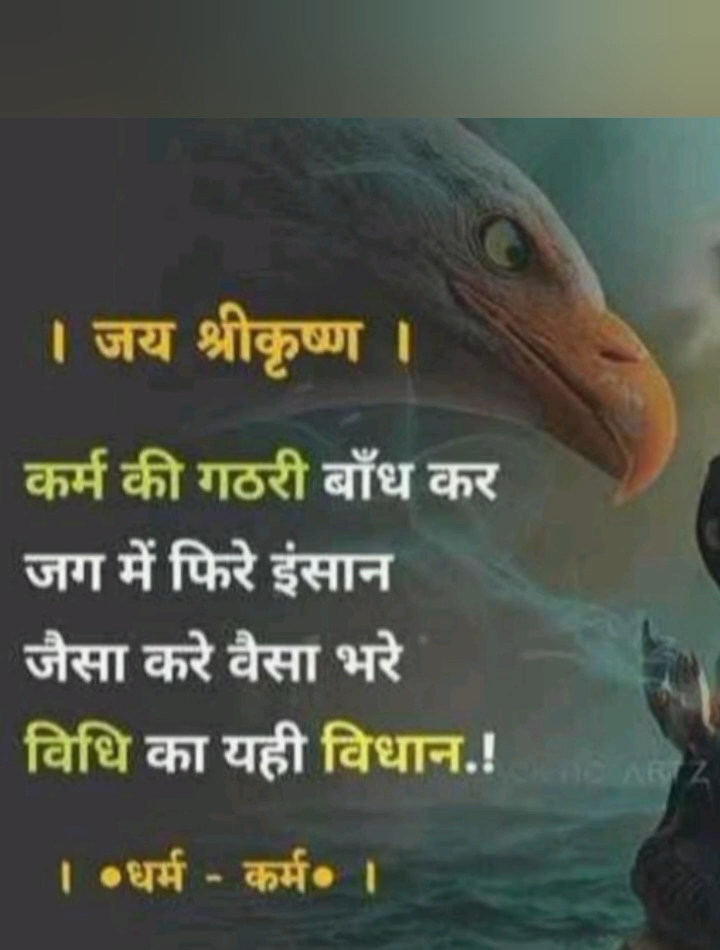 । जय श्रीकृष्ण ।
कर्म की गठरी बाँध कर
जग में फिरे इंसान
जैसा करे वैसा भरे
विधि का यही विधान.!
। •धर्म - कर्म• ।